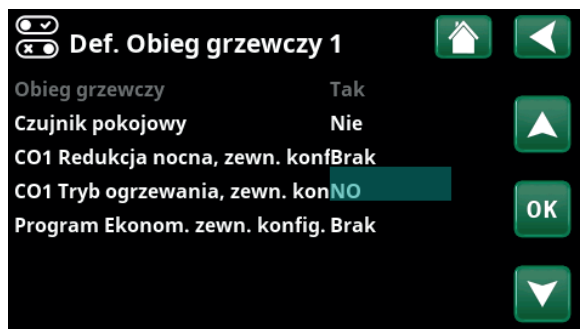 Def. Obieg grzewczy 1
Obieg grzewczy Tak
Czujnik pokojowy Nie
CO1 Redukcja nocna, zewn. konfBrak
CO1 Tryb ogrzewania, zewn. konNO
Program Ekonom. zewn. konfig. Brak
OK